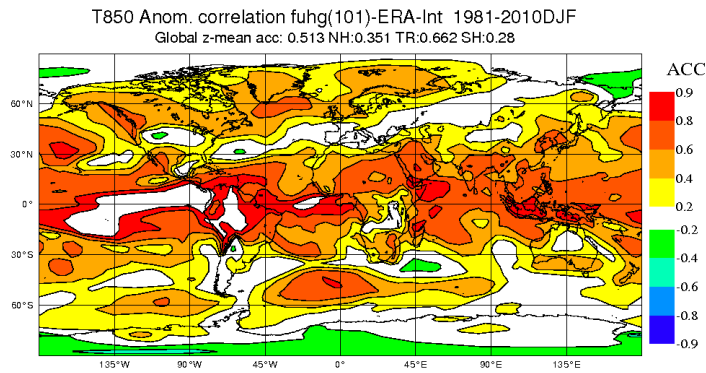 T850 Anom. correlation fuhg(101)-ERA-Int 1981-2010DJF
Global z-mean acc: 0.513 NH:0.351 TR:0.662 SH:0.28
ACC
0.9
0.8
0.6
0.4
0.2
-0.2
-0.4
-0.6
-0.8
-0.9
60°N
30°N
0°
30°S
60°S
135°W 90°W 45°W 0° 45°E 90°E 135°E